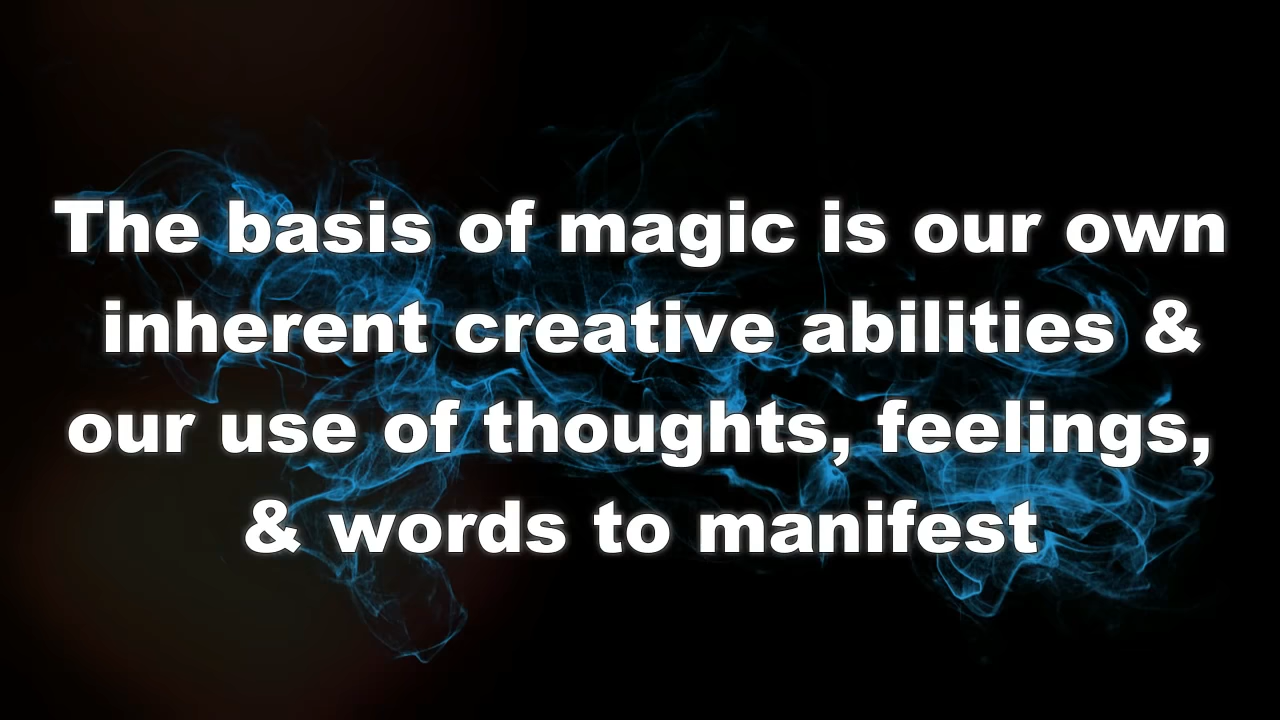 The basis of magic is our own
inherent creative abilities &
our use of thoughts, feelings,
& words to manifest